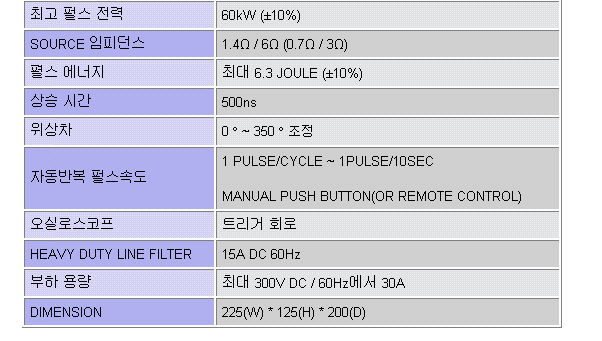 최고 펄스 전력 60kW (±10%)
SOURCE 임피던스 1.4Ω / 6Ω (0.7Ω / 3Ω)
펄스 에너지 최대 6.3 JOULE (±10%)
상승 시간 500ns
위상차 0 ° ~ 350 ° 조정
자동반복 펄스속도 1 PULSE/CYCLE ~ 1PULSE/10SEC
MANUAL PUSH BUTTON(OR REMOTE CONTROL)
오실로스코프 트리거 회로
HEAVY DUTY LINE FILTER 15A DC 60Hz
부하 용량 최대 300V DC / 60Hz에서 30A
DIMENSION 225(W) * 125(H) * 200(D)